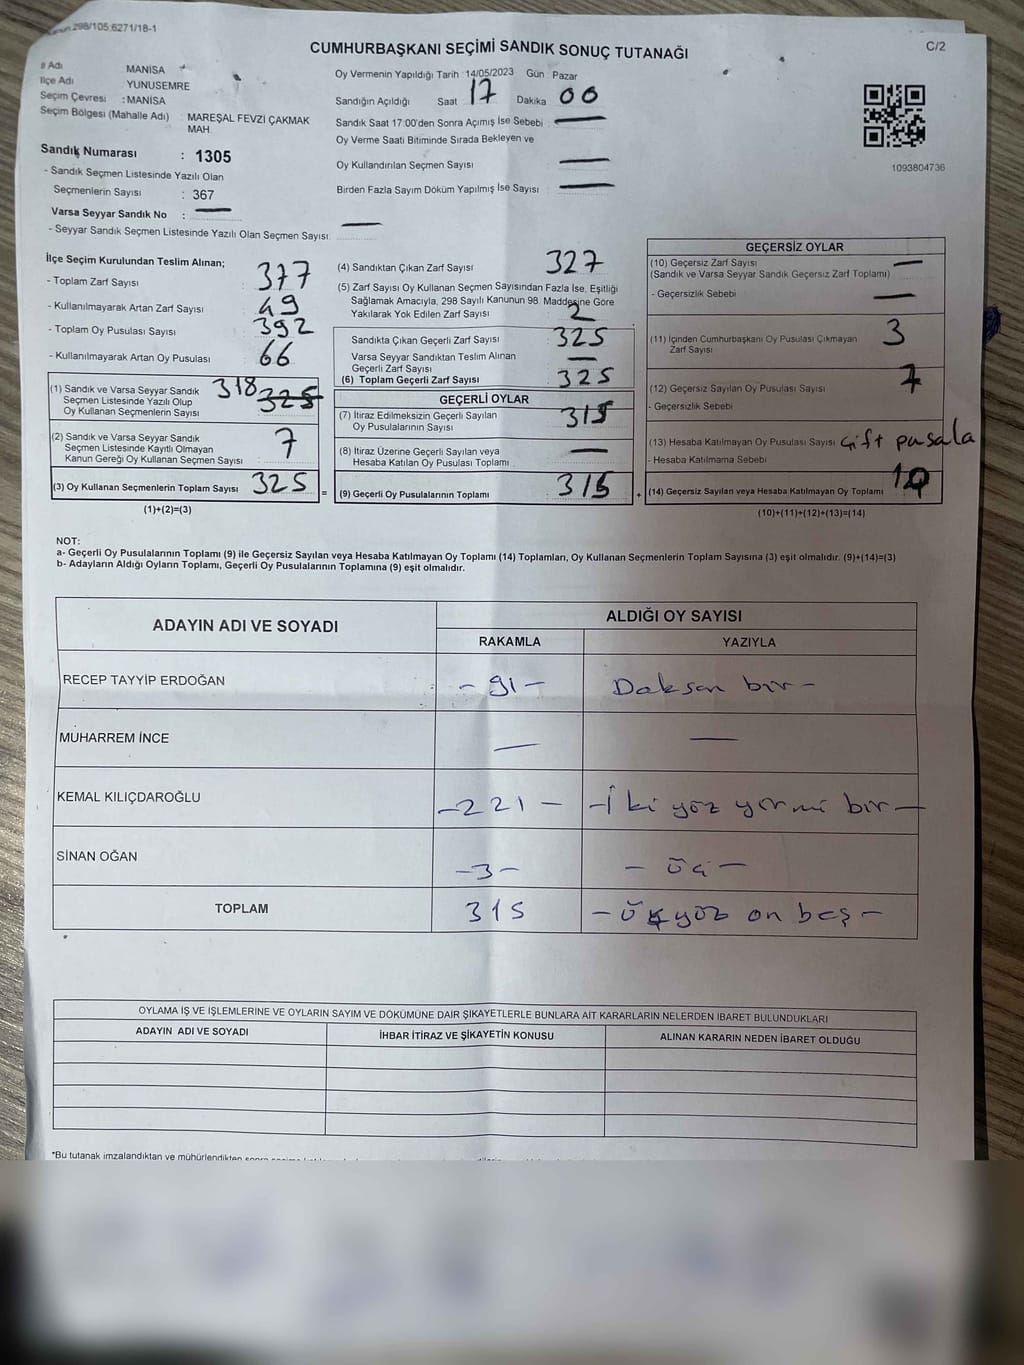 Kanun 298/105:6271/18-1
C/2
CUMHURBAŞKANI SEÇİMİ SANDIK SONUÇ TUTANAĞI
İl Adı MANİSA
İlçe Adı YUNUSEMRE
Seçim Çevresi : MANİSA
Seçim Bölgesi (Mahalle Adı) MAREŞAL FEVZİ ÇAKMAK
MAH.
Sandık Numarası : 1305
- Sandık Seçmen Listesinde Yazılı Olan
Seçmenlerin Sayısı : 367
Varsa Seyyar Sandık No : —
- Seyyar Sandık Seçmen Listesinde Yazılı Olan Seçmen Sayısı: —
Oy Vermenin Yapıldığı Tarih 14/05/2023 Gün Pazar
Sandığın Açıldığı Saat 17 Dakika 00
Sandık Saat 17:00'den Sonra Açımış İse Sebebi : —
Oy Verme Saati Bitiminde Sırada Bekleyen ve
Oy Kullandırılan Seçmen Sayısı —
Birden Fazla Sayım Döküm Yapılmış İse Sayısı : —
1093804736
İlçe Seçim Kurulundan Teslim Alınan;
- Toplam Zarf Sayısı : 377
- Kullanılmayarak Artan Zarf Sayısı : 49
- Toplam Oy Pusulası Sayısı : 392
- Kullanılmayarak Artan Oy Pusulası : 66
(1) Sandık ve Varsa Seyyar Sandık 318 325
Seçmen Listesinde Yazılı Olup
Oy Kullanan Seçmenlerin Sayısı
(2) Sandık ve Varsa Seyyar Sandık
Seçmen Listesinde Kayıtlı Olmayan 7
Kanun Gereği Oy Kullanan Seçmen Sayısı
(3) Oy Kullanan Seçmenlerin Toplam Sayısı 325 =
(1)+(2)=(3)
(4) Sandıktan Çıkan Zarf Sayısı 327
(5) Zarf Sayısı Oy Kullanan Seçmen Sayısından Fazla İse, Eşitliği
Sağlamak Amacıyla, 298 Sayılı Kanunun 98. Maddesine Göre
Yakılarak Yok Edilen Zarf Sayısı 2
Sandıkta Çıkan Geçerli Zarf Sayısı 325
Varsa Seyyar Sandıktan Teslim Alınan
Geçerli Zarf Sayısı —
(6) Toplam Geçerli Zarf Sayısı 325
GEÇERLİ OYLAR
(7) İtiraz Edilmeksizin Geçerli Sayılan
Oy Pusulalarının Sayısı 315
(8) İtiraz Üzerine Geçerli Sayılan veya
Hesaba Katılan Oy Pusulası Toplamı —
(9) Geçerli Oy Pusulalarının Toplamı 315 +
GEÇERSİZ OYLAR
(10) Geçersiz Zarf Sayısı —
(Sandık ve Varsa Seyyar Sandık Geçersiz Zarf Toplamı)
- Geçersizlik Sebebi —
(11) İçinden Cumhurbaşkanı Oy Pusulası Çıkmayan 3
Zarf Sayısı
(12) Geçersiz Sayılan Oy Pusulası Sayısı 7
- Geçersizlik Sebebi
(13) Hesaba Katılmayan Oy Pusulası Sayısı çift pusala
- Hesaba Katılmama Sebebi
(14) Geçersiz Sayılan veya Hesaba Katılmayan Oy Toplamı 10
(10)+(11)+(12)+(13)=(14)
NOT:
a- Geçerli Oy Pusulalarının Toplamı (9) ile Geçersiz Sayılan veya Hesaba Katılmayan Oy Toplamı (14) Toplamları, Oy Kullanan Seçmenlerin Toplam Sayısına (3) eşit olmalıdır. (9)+(14)=(3)
b- Adayların Aldığı Oyların Toplamı, Geçerli Oy Pusulalarının Toplamına (9) eşit olmalıdır.
ADAYIN ADI VE SOYADI ALDIĞI OY SAYISI
RAKAMLA YAZIYLA
RECEP TAYYİP ERDOĞAN - 91 - Doksan bir -
MUHARREM İNCE — —
KEMAL KILIÇDAROĞLU - 221 - - İki yüz yirmi bir -
SİNAN OĞAN - 3 - - üç -
TOPLAM 315 - üçyüz on beş -
OYLAMA İŞ VE İŞLEMLERİNE VE OYLARIN SAYIM VE DÖKÜMÜNE DAİR ŞİKAYETLERLE BUNLARA AİT KARARLARIN NELERDEN İBARET BULUNDUKLARI
ADAYIN ADI VE SOYADI İHBAR İTİRAZ VE ŞİKAYETİN KONUSU ALINAN KARARIN NEDEN İBARET OLDUĞU
*Bu tutanak imzalandıktan ve mühürlendikten sonra